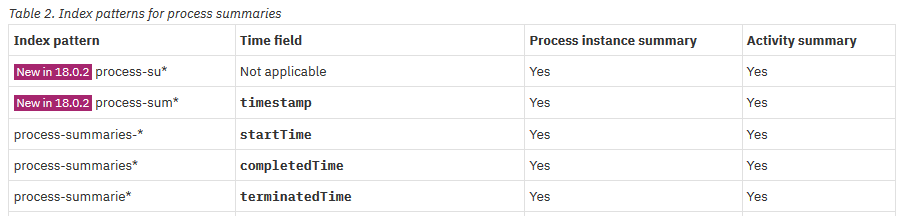 Table 2. Index patterns for process summaries
Index pattern Time field Process instance summary Activity summary
New in 18.0.2 process-su* Not applicable Yes Yes
New in 18.0.2 process-sum* timestamp Yes Yes
process-summaries-* startTime Yes Yes
process-summaries* completedTime Yes Yes
process-summarie* terminatedTime Yes Yes